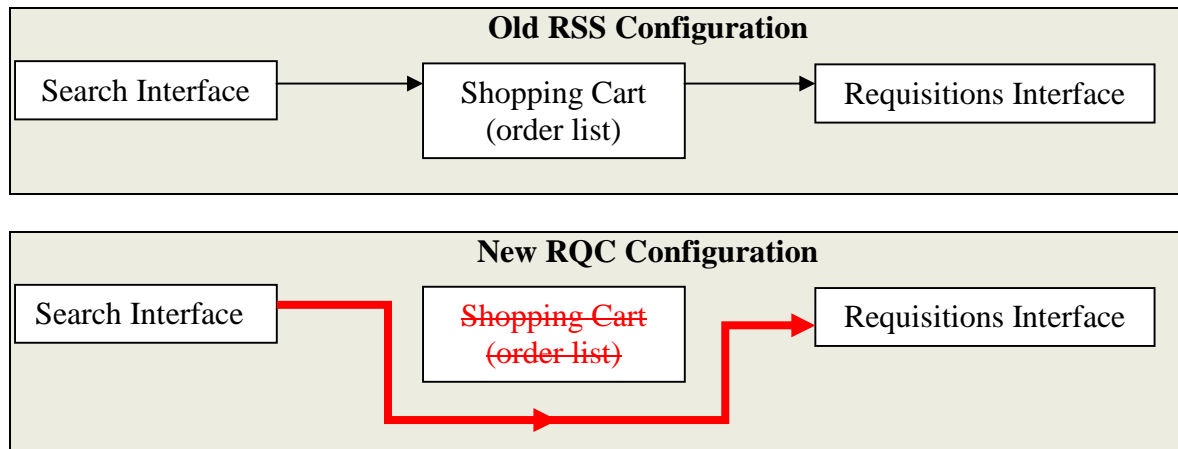 Old RSS Configuration
Search Interface
Shopping Cart
(order list)
Requisitions Interface
New RQC Configuration
Search Interface
Shopping Cart
(order list)
Requisitions Interface